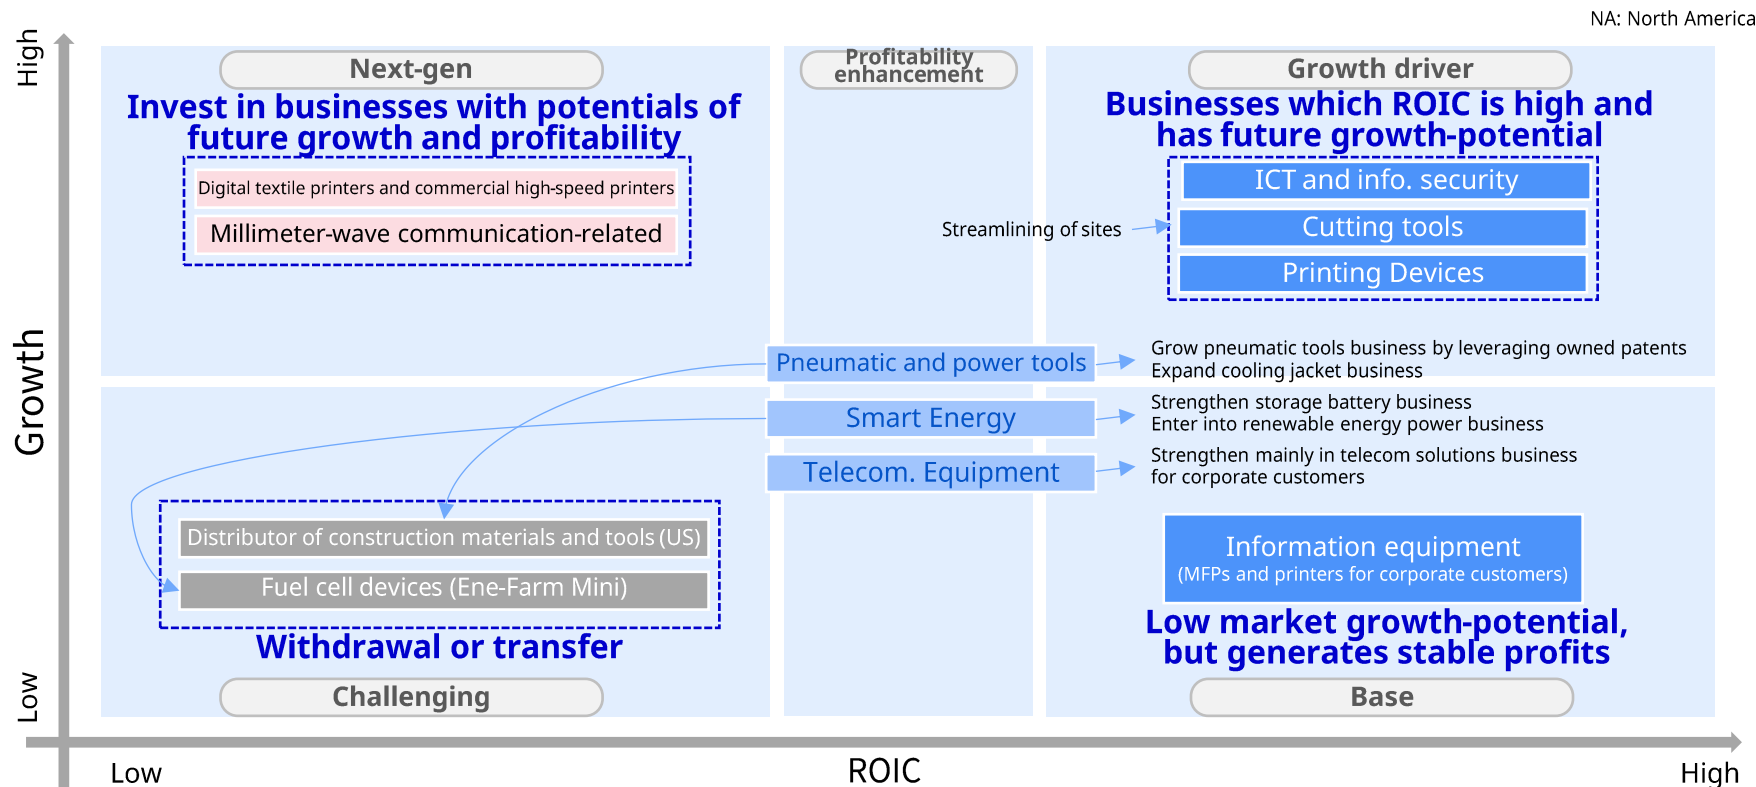 NA: North America
High
Next-gen
Invest in businesses with potentials of
future growth and profitability
Digital textile printers and commercial high-speed printers
Millimeter-wave communication-related
Profitability
enhancement
Growth driver
Businesses which ROIC is high and
has future growth-potential
ICT and info. security
Streamlining of sites
Cutting tools
Printing Devices
Growth
Pneumatic and power tools
Grow pneumatic tools business by leveraging owned patents
Expand cooling jacket business
Smart Energy
Strengthen storage battery business
Enter into renewable energy power business
Telecom. Equipment
Strengthen mainly in telecom solutions business
for corporate customers
Distributor of construction materials and tools (US)
Fuel cell devices (Ene-Farm Mini)
Withdrawal or transfer
Challenging
Information equipment
(MFPs and printers for corporate customers)
Low market growth-potential,
but generates stable profits
Base
Low
Low
ROIC
High